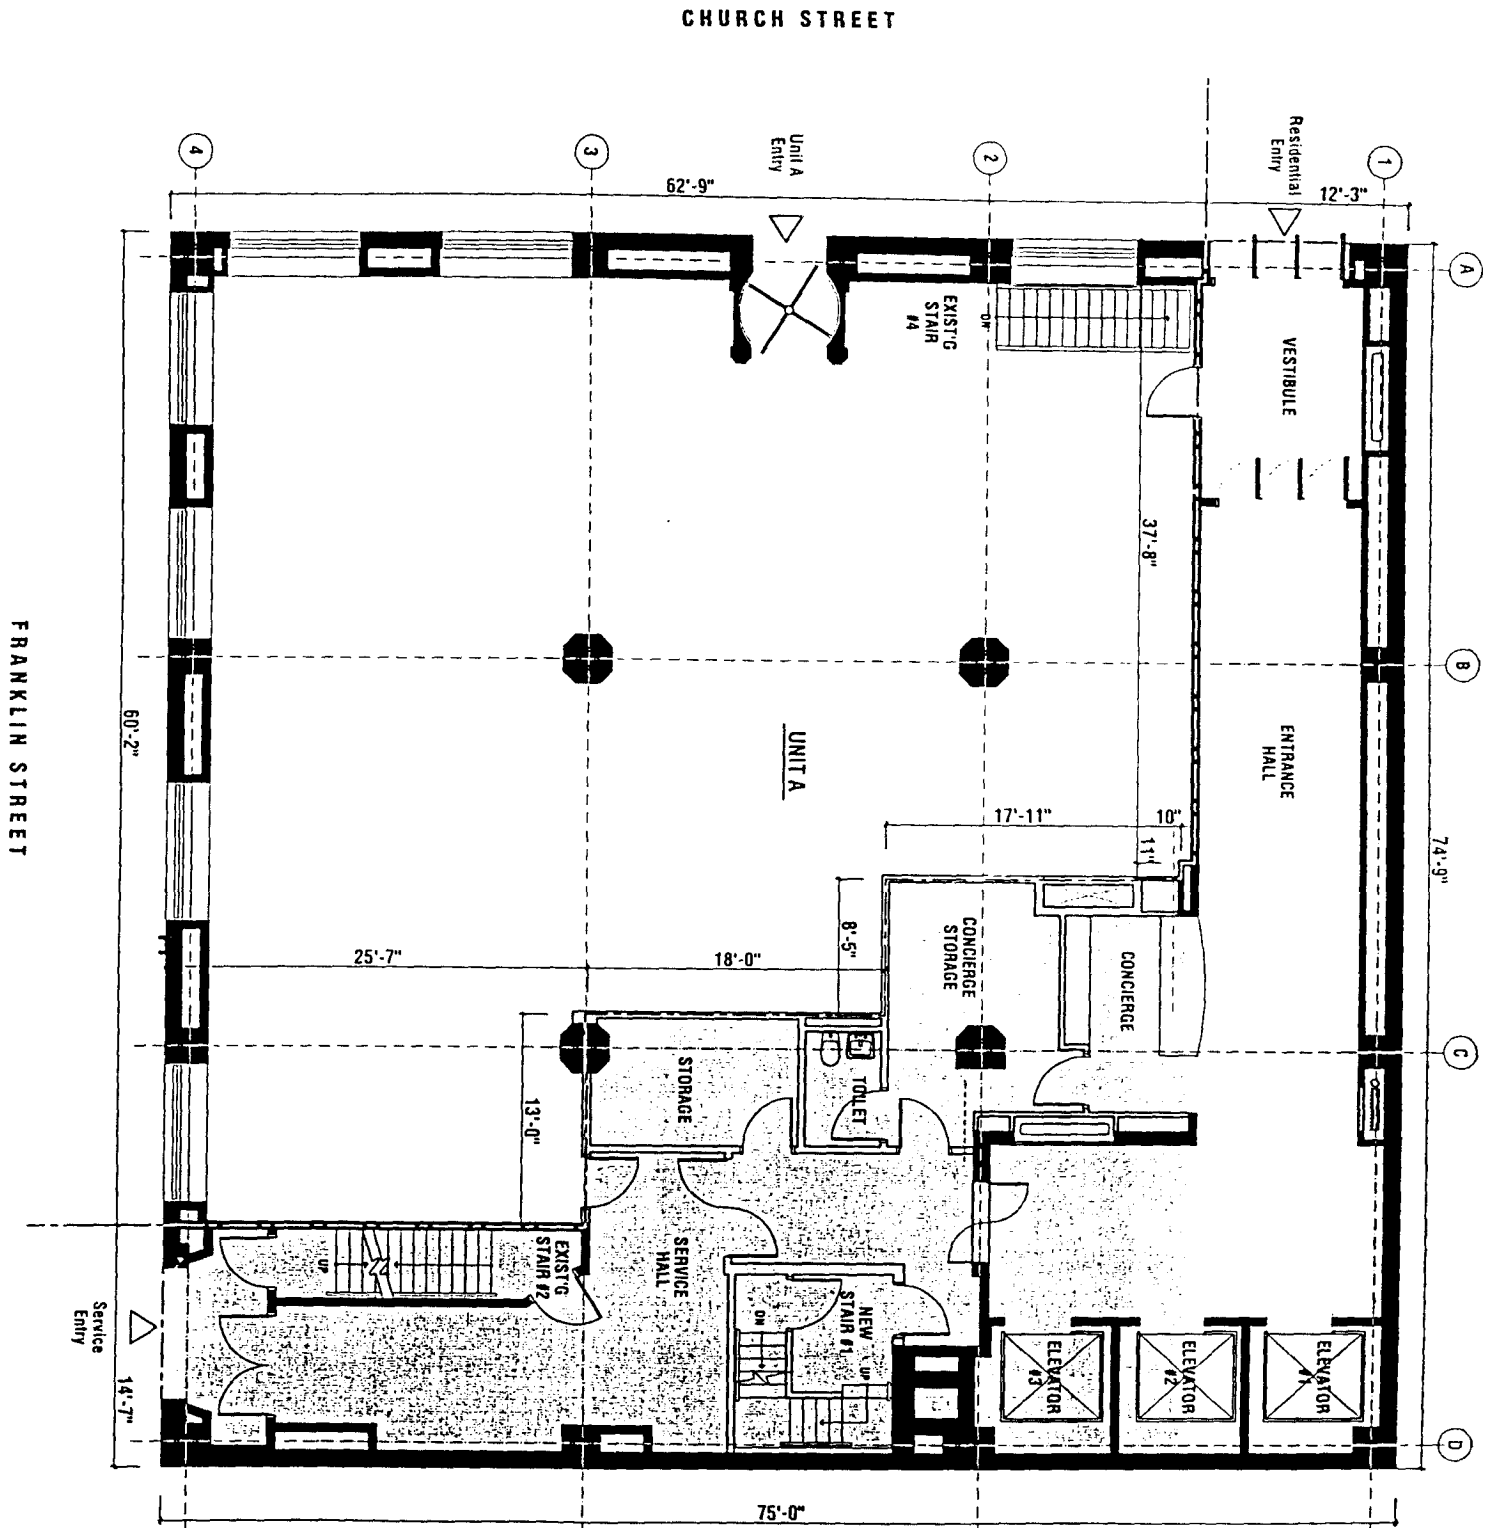 CHURCH STREET
4
3
Unit A
Entry
2
Residential
Entry
1
62'-9"
12'-3"
A
EXIST'G
STAIR
#4
DN
VESTIBULE
37'-8"
FRANKLIN STREET
60'-2"
B
UNIT A
ENTRANCE
HALL
17'-11"
10"
11"
74'-9"
8'-5"
25'-7"
18'-0"
CONCIERGE
STORAGE
CONCIERGE
C
STORAGE
TOILET
13'-0"
UP
EXIST'G
STAIR #2
SERVICE
HALL
DN
NEW
STAIR #1
UP
Service
Entry
14'-7"
ELEVATOR
#3
ELEVATOR
#2
ELEVATOR
#1
D
75'-0"